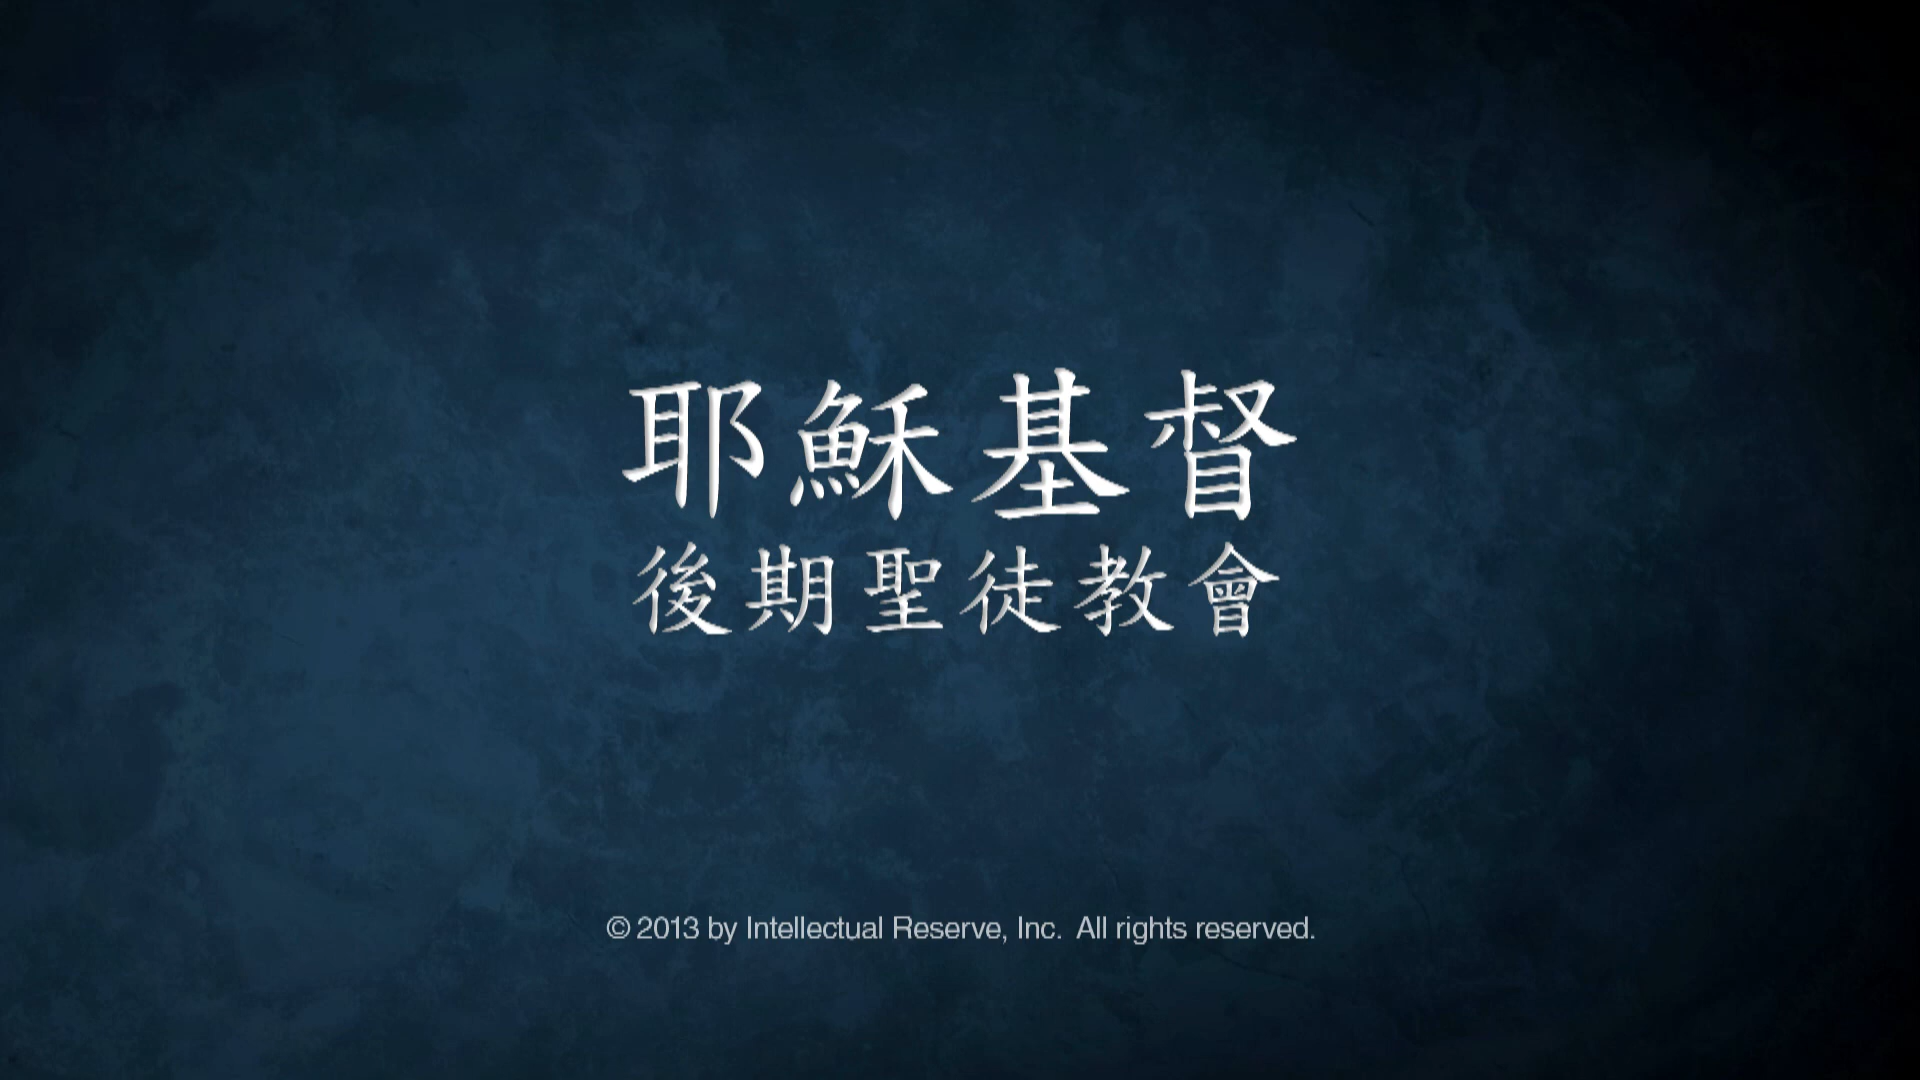 耶穌基督
後期聖徒教會
© 2013 by Intellectual Reserve, Inc. All rights reserved.